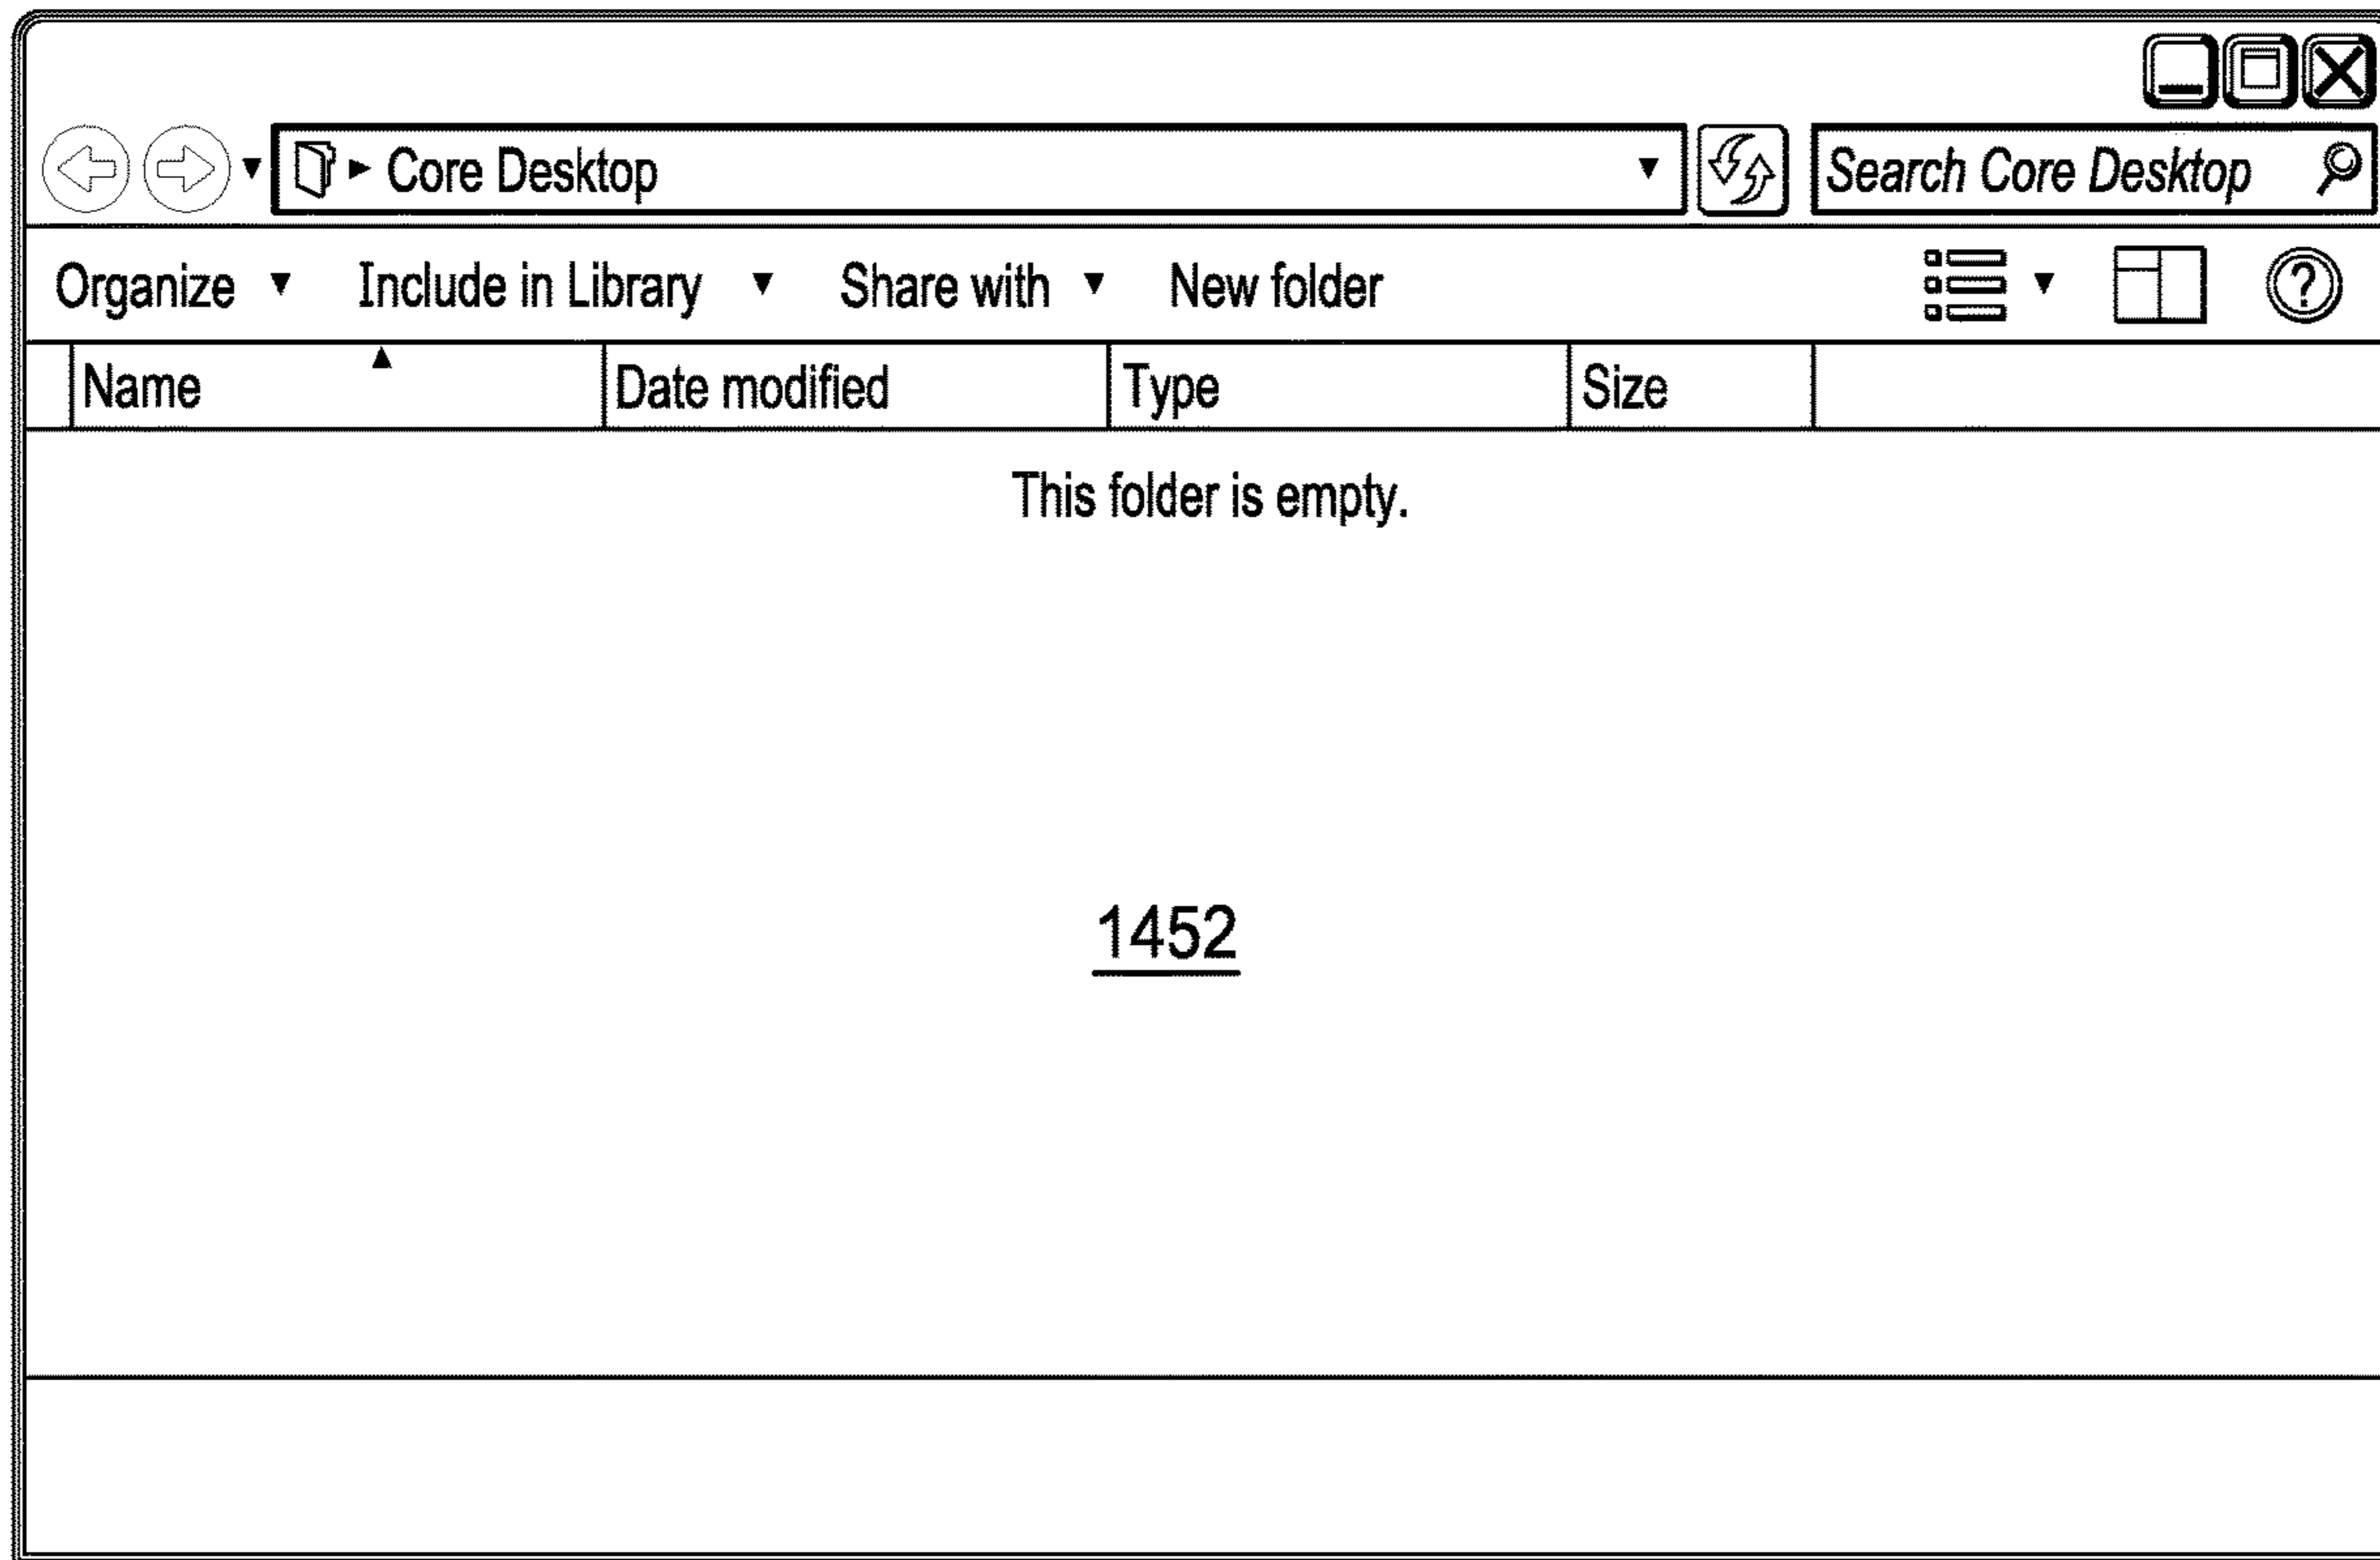 Core Desktop Search Core Desktop
Organize Include in Library Share with New folder ?
Name Date modified Type Size
This folder is empty.
1452